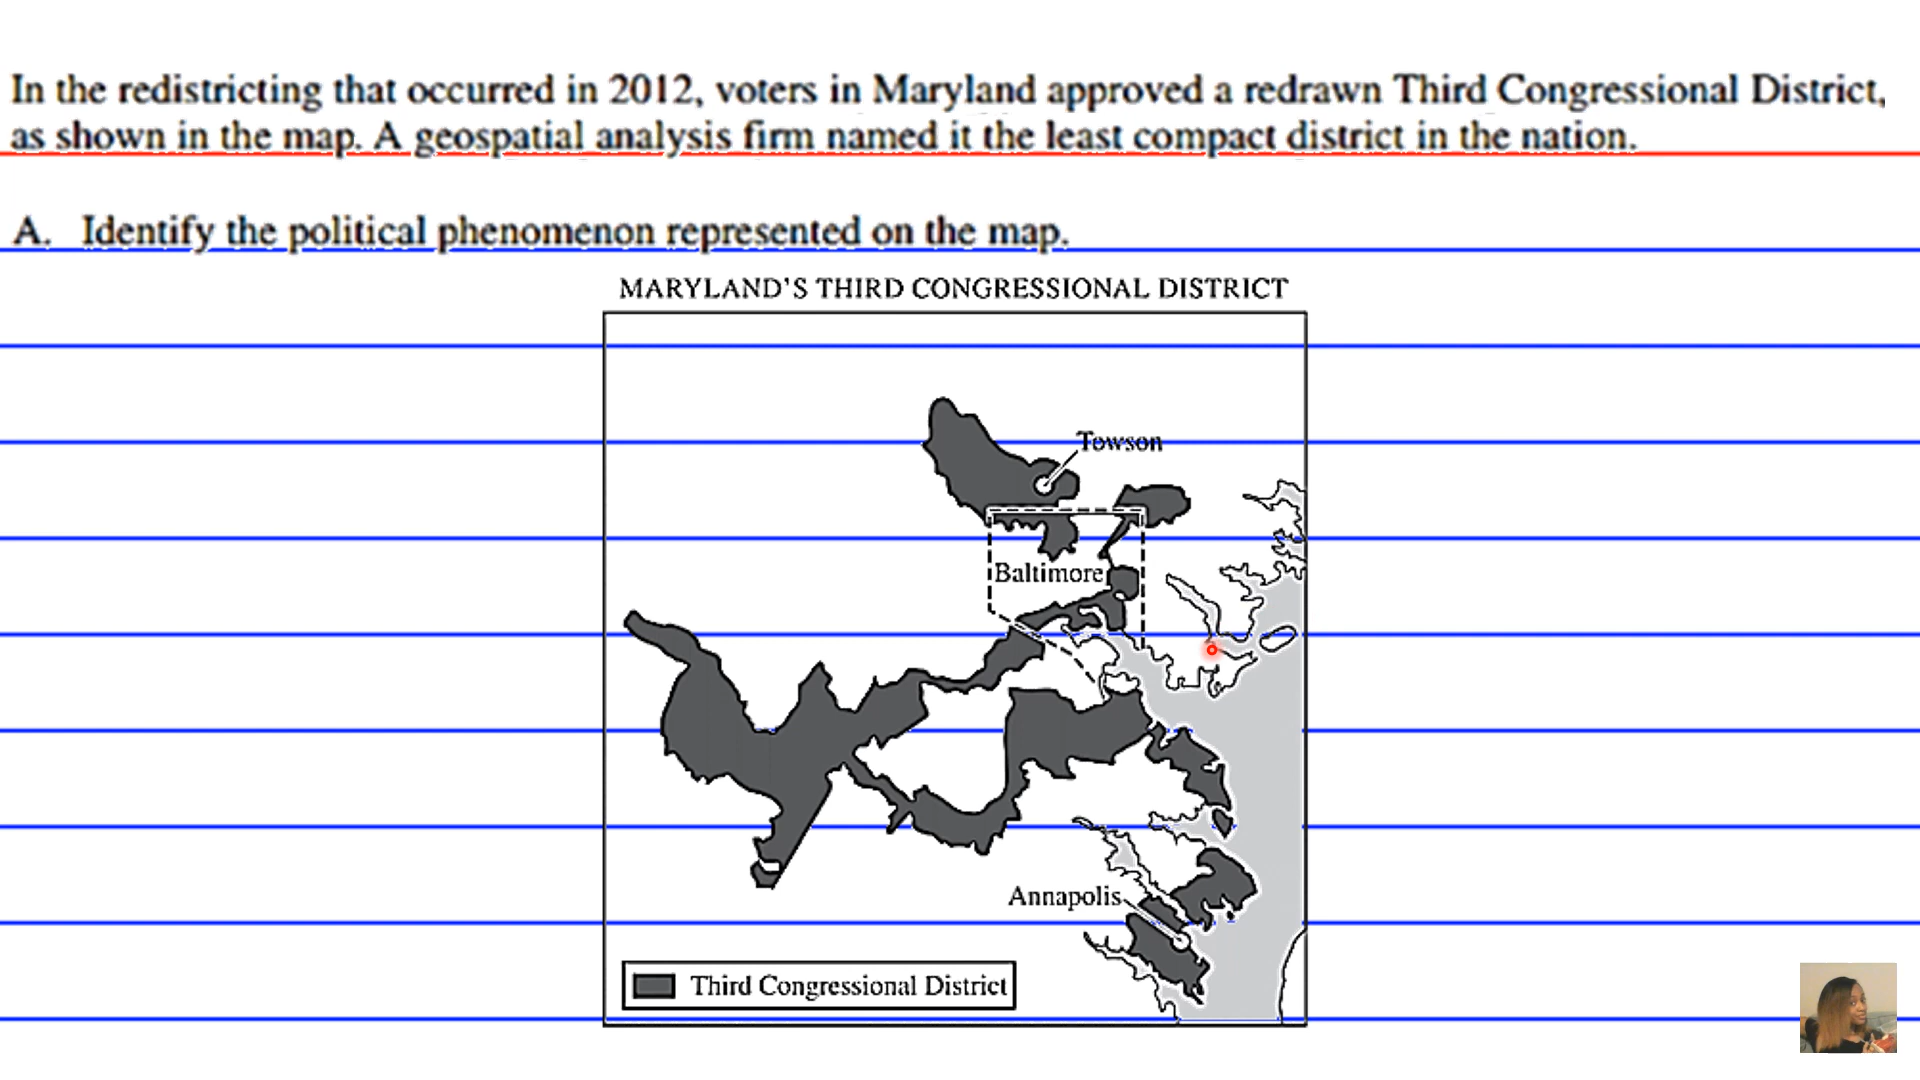 In the redistricting that occurred in 2012, voters in Maryland approved a redrawn Third Congressional District,
as shown in the map. A geospatial analysis firm named it the least compact district in the nation.
A. Identify the political phenomenon represented on the map.
MARYLAND'S THIRD CONGRESSIONAL DISTRICT
Towson
Baltimore
Annapolis
Third Congressional District